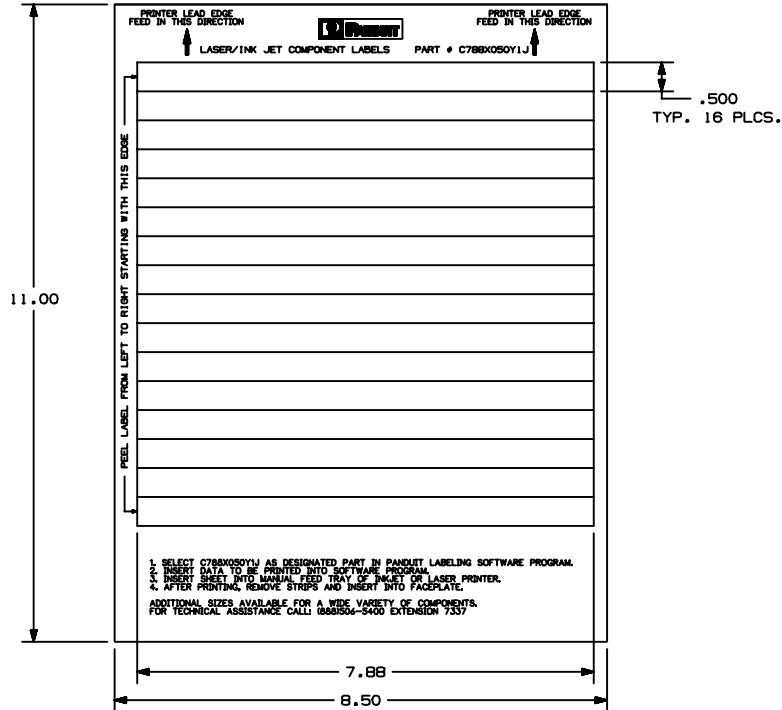 PRINTER LEAD EDGE
FEED IN THIS DIRECTION
PANDUIT
PRINTER LEAD EDGE
FEED IN THIS DIRECTION
LASER/INK JET COMPONENT LABELS PART # C788X050Y1J
.500
TYP. 16 PLCS.
PEEL LABEL FROM LEFT TO RIGHT STARTING WITH THIS EDGE
11.00
1. SELECT C788X050Y1J AS DESIGNATED PART IN PANDUIT LABELING SOFTWARE PROGRAM.
2. INSERT DATA TO BE PRINTED INTO SOFTWARE PROGRAM.
3. INSERT SHEET INTO MANUAL FEED TRAY OF INKJET OR LASER PRINTER.
4. AFTER PRINTING, REMOVE STRIPS AND INSERT INTO FACEPLATE.
ADDITIONAL SIZES AVAILABLE FOR A WIDE VARIETY OF COMPONENTS.
FOR TECHNICAL ASSISTANCE CALL: (888)506-5400 EXTENSION 7337
7.88
8.50